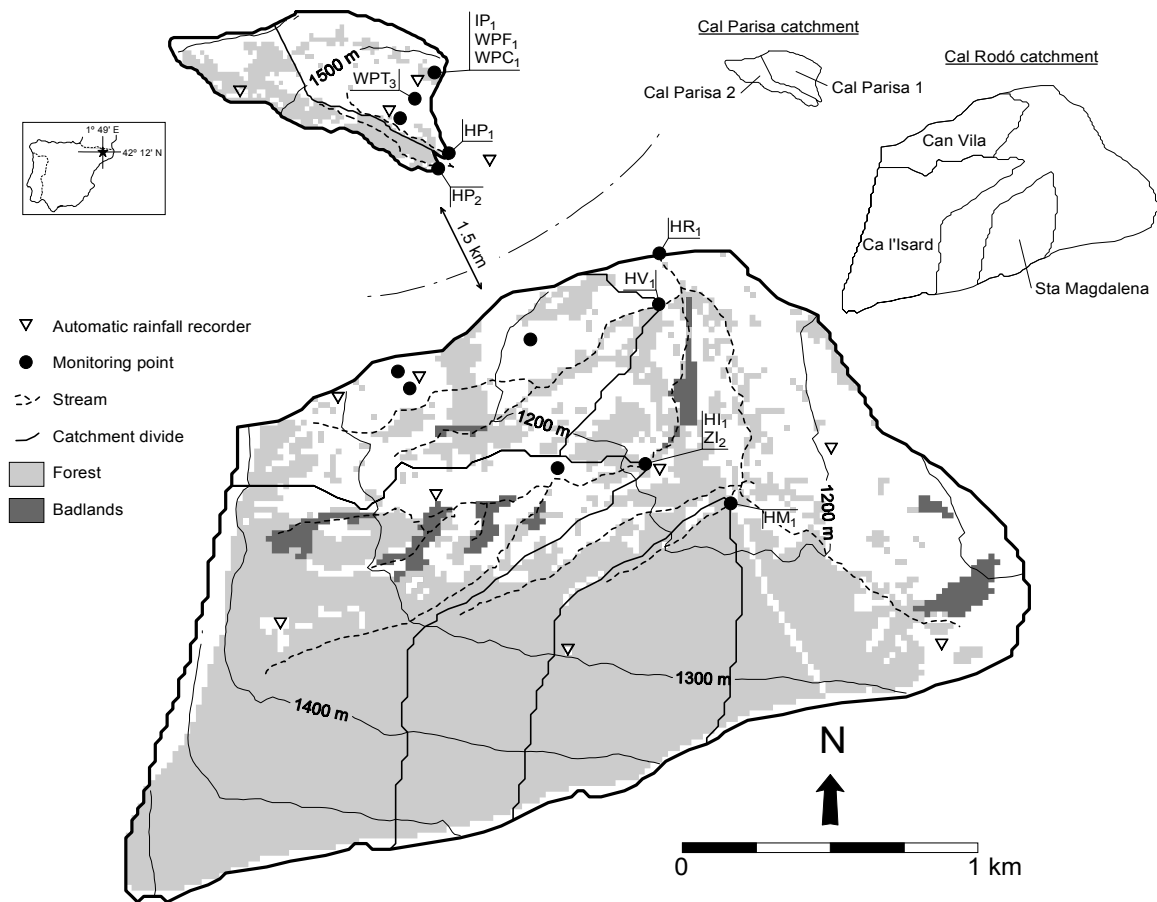 IP1
WPF1
WPC1
Cal Parisa catchment
Cal Rodó catchment
1500 m
WPT3
Cal Parisa 2
Cal Parisa 1
1º 49' E
42º 12' N
HP1
HP2
Can Vila
1.5 km
HR1
Ca l'Isard
HV1
Sta Magdalena
Automatic rainfall recorder
Monitoring point
Stream
Catchment divide
Forest
Badlands
1200 m
HI1
ZI2
1200 m
HM1
1300 m
1400 m
N
0
1 km